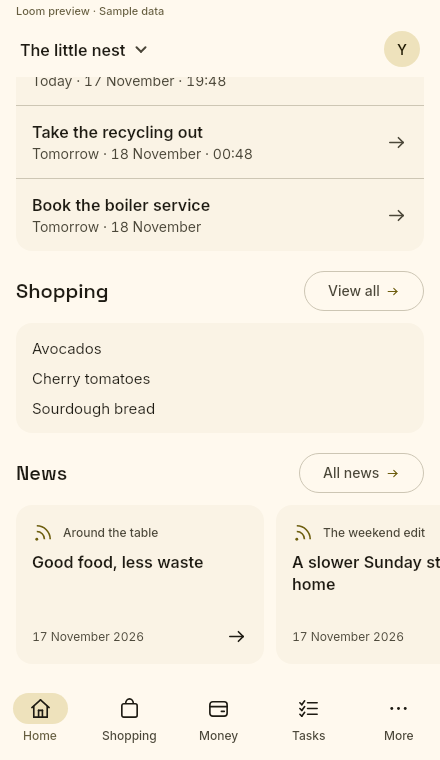 Loom preview · Sample data
The little nest
Y
Today · 17 November · 19:48
Take the recycling out
Tomorrow · 18 November · 00:48
Book the boiler service
Tomorrow · 18 November
Shopping
View all
Avocados
Cherry tomatoes
Sourdough bread
News
All news
Around the table
Good food, less waste
17 November 2026
The weekend edit
A slower Sunday
home
17 November 2026
Home
Shopping
Money
Tasks
More